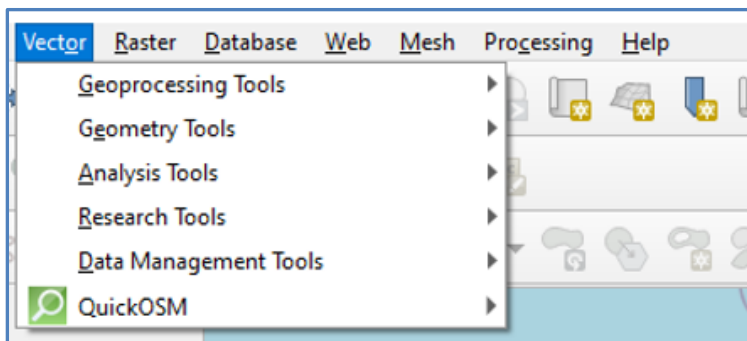 Vector Raster Database Web Mesh Processing Help
Geoprocessing Tools
Geometry Tools
Analysis Tools
Research Tools
Data Management Tools
QuickOSM